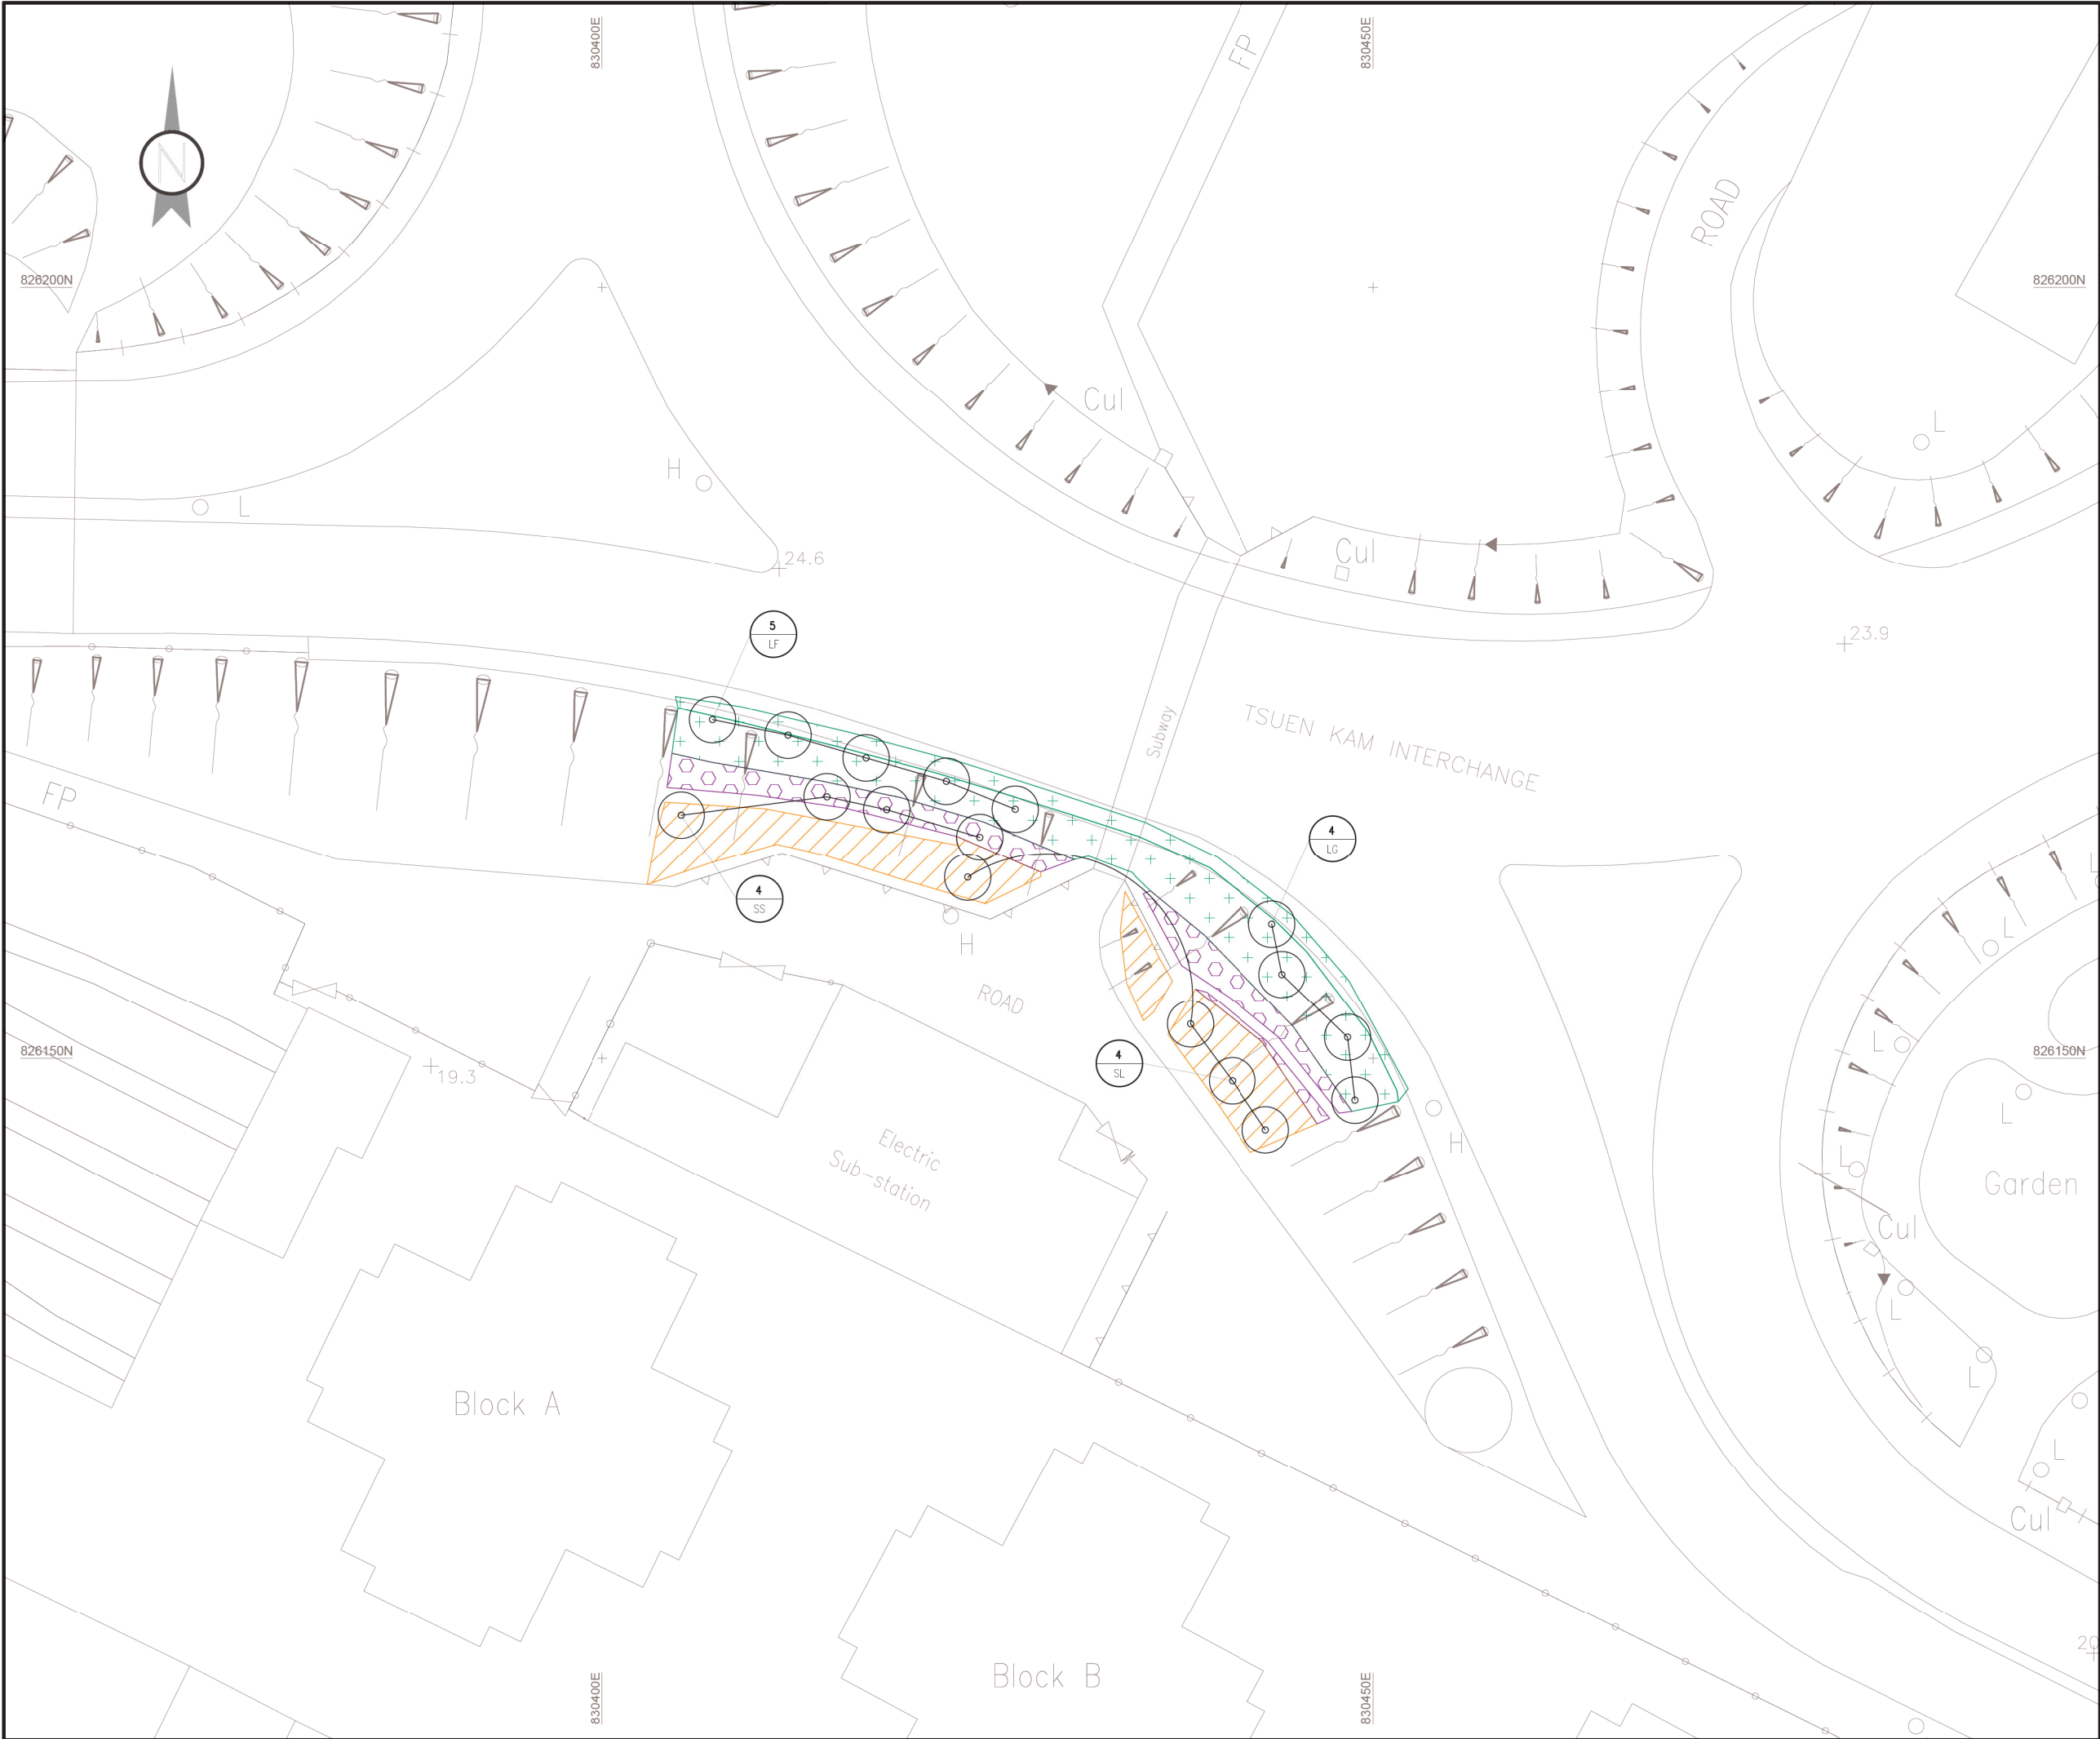 830400E
830450E
FP
N
ROAD
826200N
826200N
Cul
L
H
L
Cul
24.6
5
LF
23.9
Subway
TSUEN KAM INTERCHANGE
FP
4
LG
L
4
SS
H
L
ROAD
826150N
19.3
4
SL
L
826150N
L
H
Electric
Sub-station
L
Garden
Cul
L
L
Block A
L
Cul
Block B
20
830400E
830450E